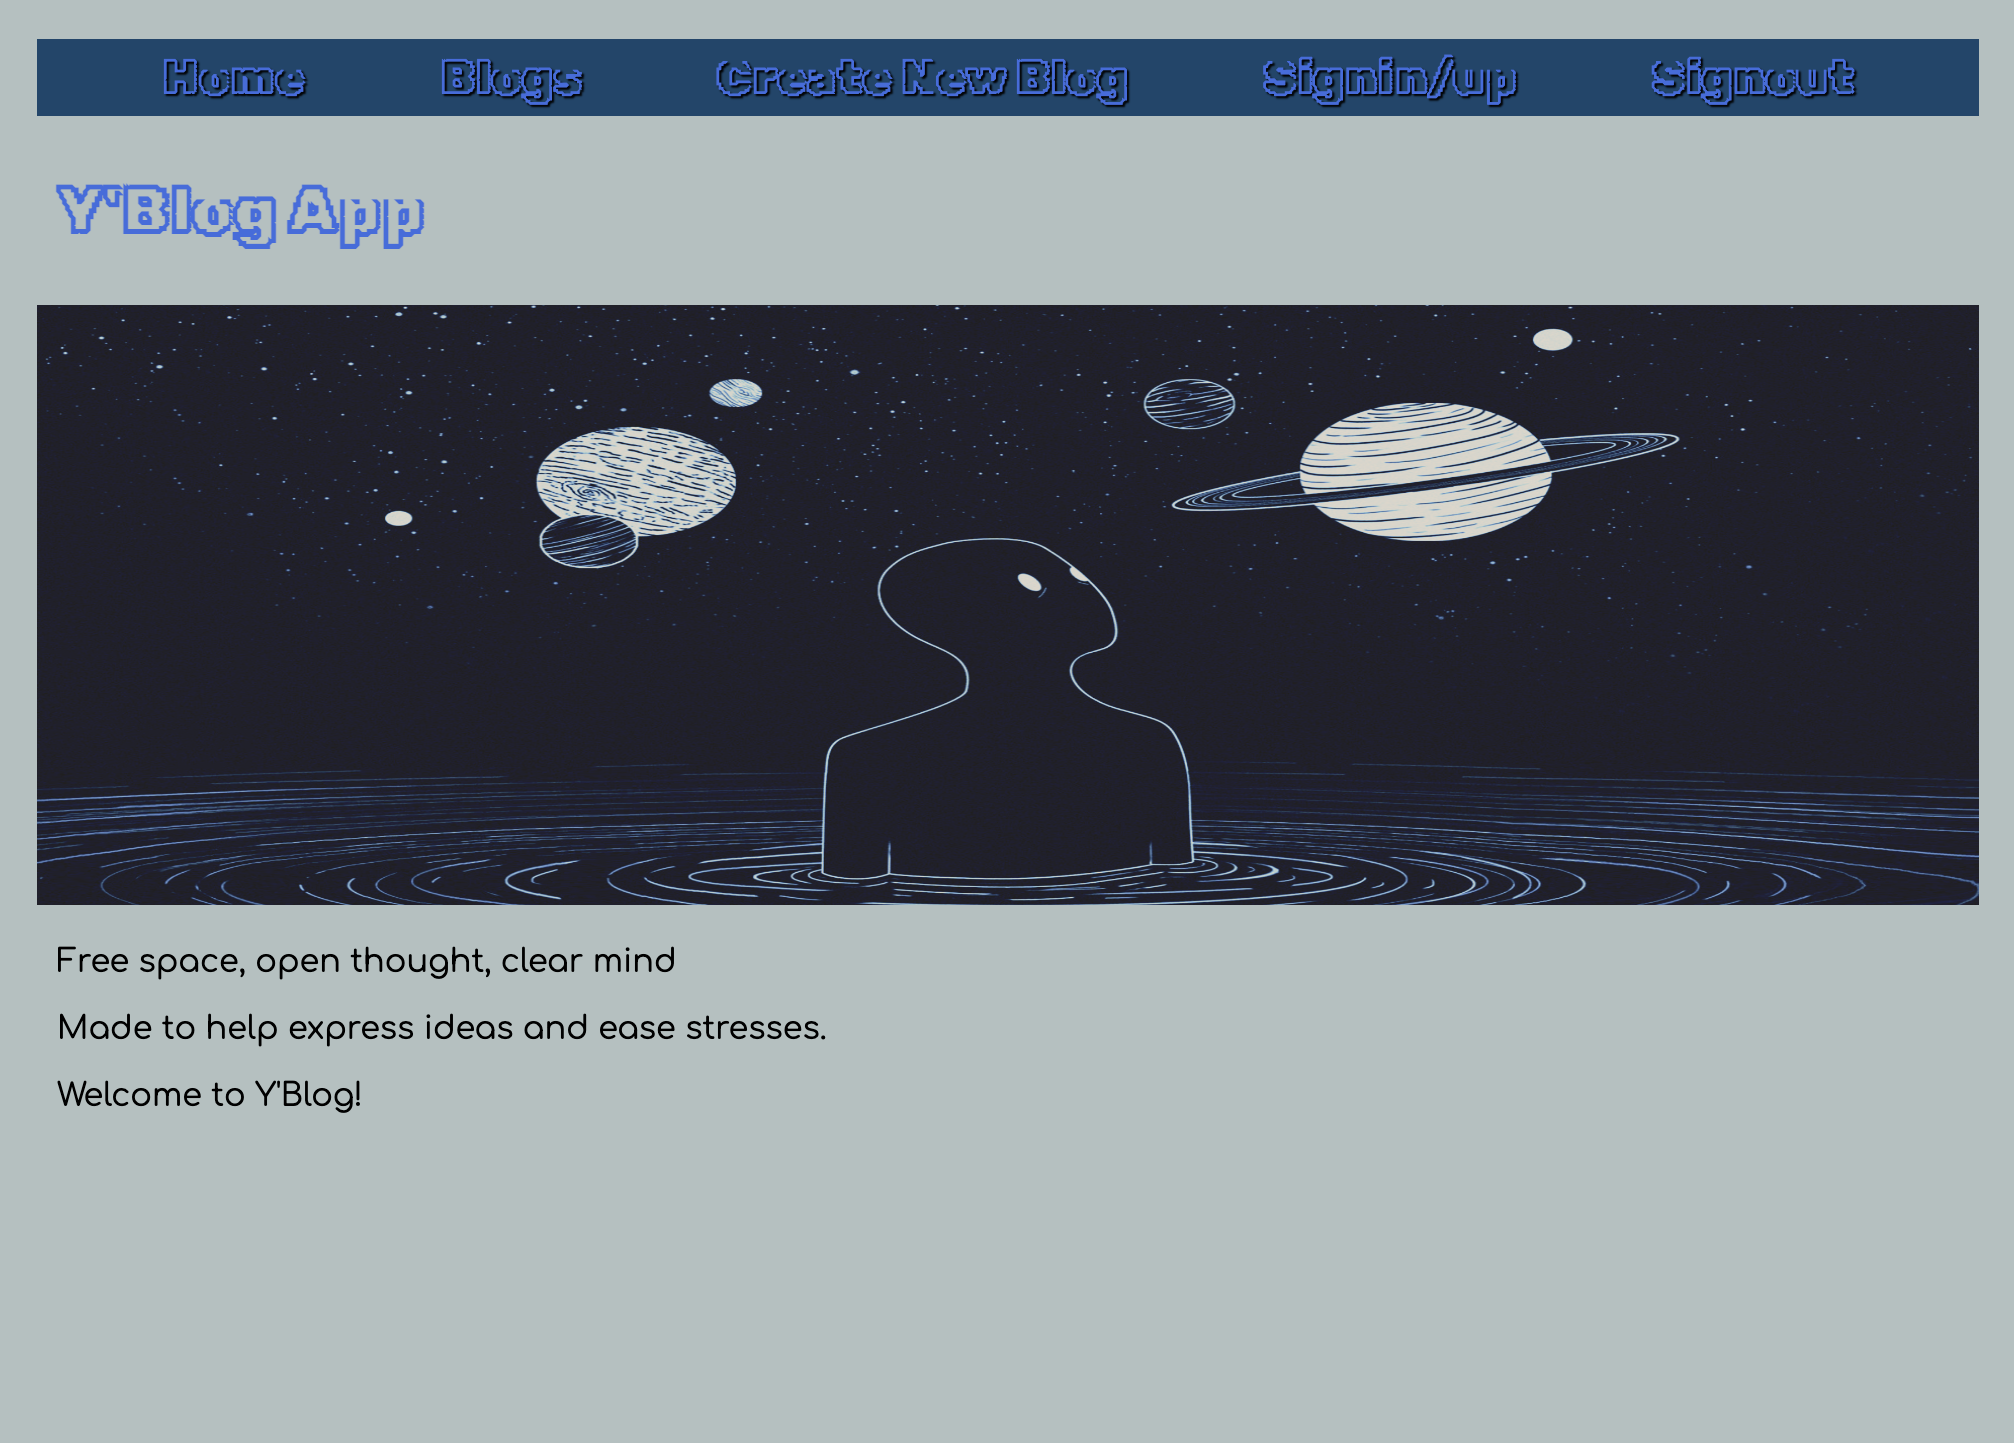 Home Blogs Create New Blog Signin/up Signout
Y'Blog App
Free space, open thought, clear mind
Made to help express ideas and ease stresses.
Welcome to Y'Blog!